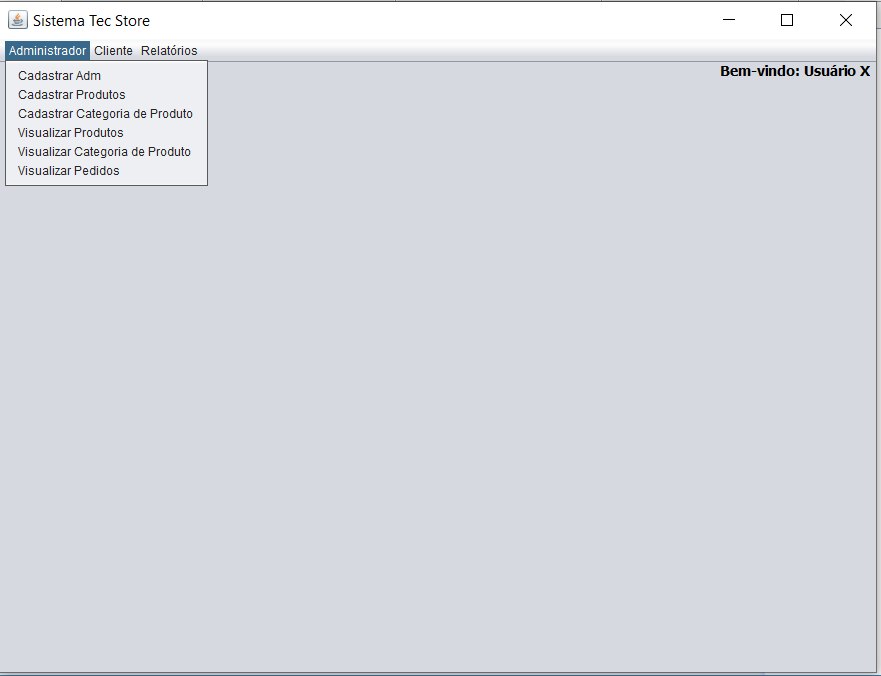 Sistema Tec Store
Administrador Cliente Relatórios
Bem-vindo: Usuário X
Cadastrar Adm
Cadastrar Produtos
Cadastrar Categoria de Produto
Visualizar Produtos
Visualizar Categoria de Produto
Visualizar Pedidos